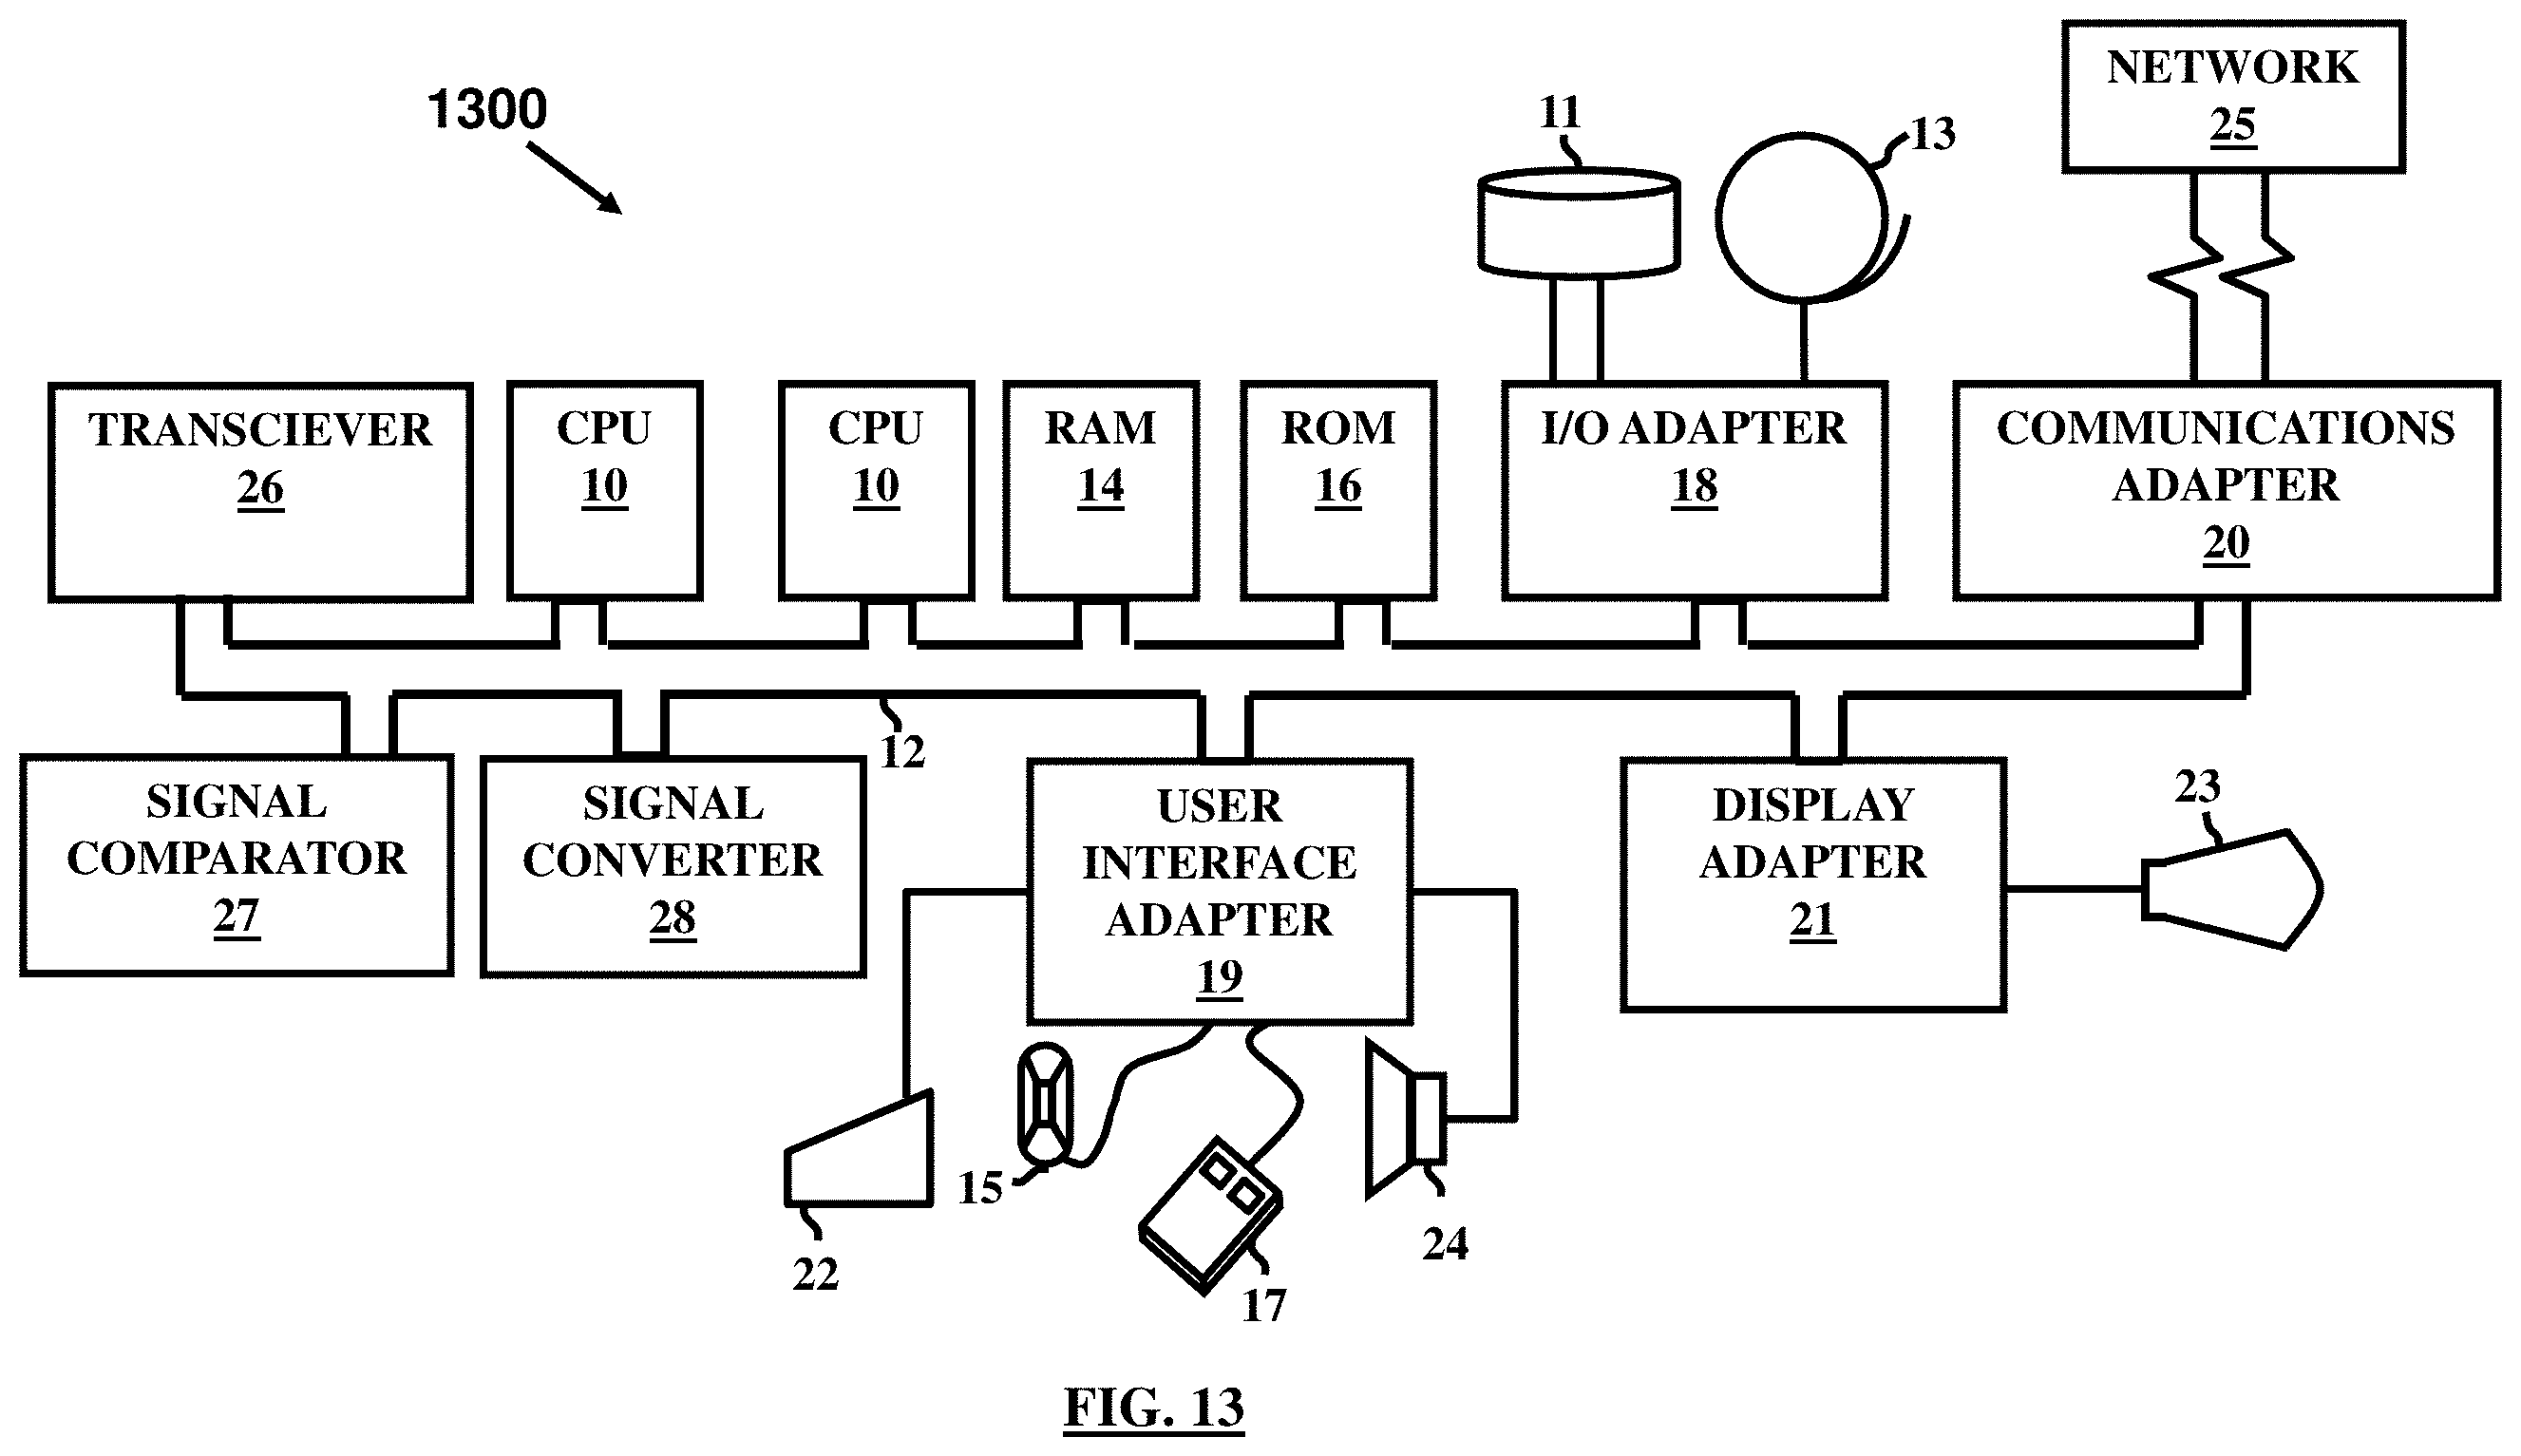 1300
11
13
NETWORK
25
TRANSCIEVER
26
CPU
10
CPU
10
RAM
14
ROM
16
I/O ADAPTER
18
COMMUNICATIONS
ADAPTER
20
12
SIGNAL
COMPARATOR
27
SIGNAL
CONVERTER
28
USER
INTERFACE
ADAPTER
19
DISPLAY
ADAPTER
21
23
22
15
17
24
FIG. 13